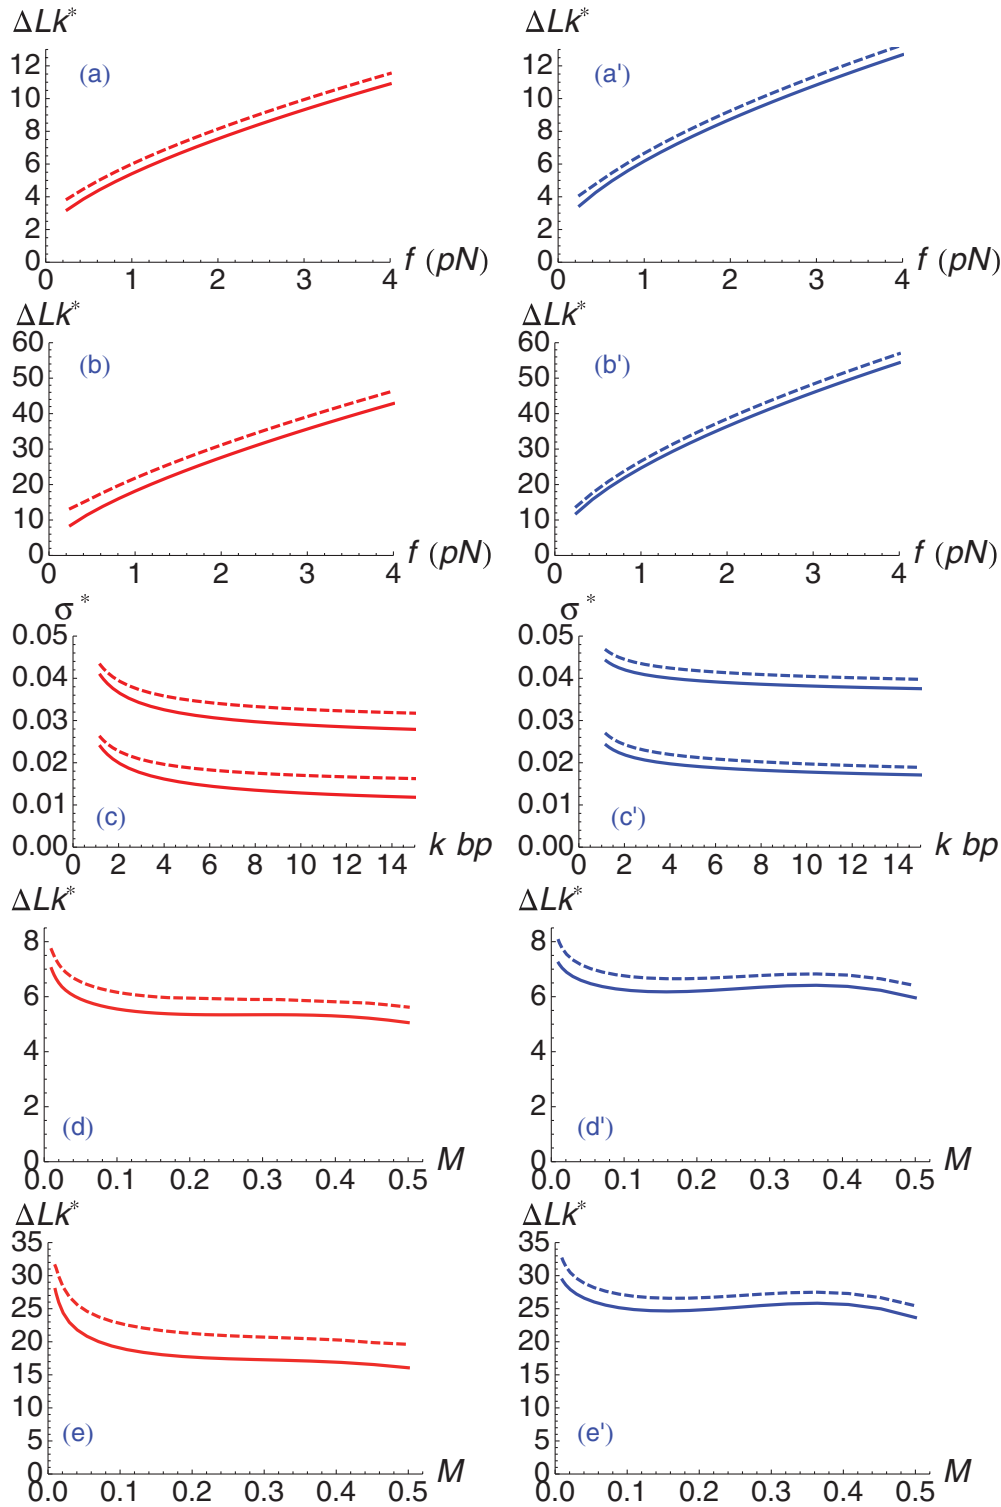 ΔLk* ΔLk*
(a) (a')
12 12
10 10
8 8
6 6
4 4
2 2
0 0
0 1 2 3 4 f (pN) 0 1 2 3 4 f (pN)
ΔLk* ΔLk*
60 60
(b) (b')
50 50
40 40
30 30
20 20
10 10
0 0
0 1 2 3 4 f (pN) 0 1 2 3 4 f (pN)
σ* σ*
0.05 0.05
0.04 0.04
0.03 0.03
0.02 0.02
0.01 0.01
(c) (c')
0.00 0.00
0 2 4 6 8 10 12 14 k bp 0 2 4 6 8 10 12 14 k bp
ΔLk* ΔLk*
8 8
6 6
4 4
2 2
(d) (d')
0 0
0.0 0.1 0.2 0.3 0.4 0.5 M 0.0 0.1 0.2 0.3 0.4 0.5 M
ΔLk* ΔLk*
35 35
30 30
25 25
20 20
15 15
10 10
5 5
(e) (e')
0 0
0.0 0.1 0.2 0.3 0.4 0.5 M 0.0 0.1 0.2 0.3 0.4 0.5 M